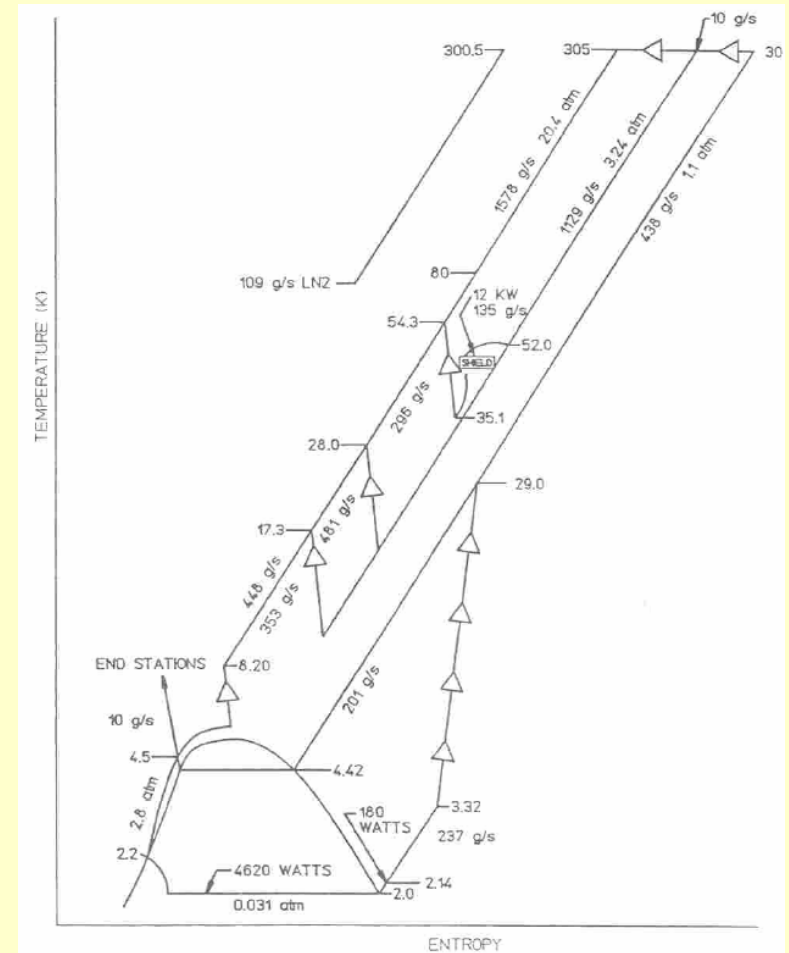 10 g/s
300.5
305
30
1578 g/s 20.4 atm
1129 g/s 3.24 atm
438 g/s 1.1 atm
TEMPERATURE (K)
109 g/s LN2
80
12 KW
135 g/s
54.3
52.0
SHIELD
296 g/s
35.1
28.0
29.0
481 g/s
17.3
448 g/s
353 g/s
END STATIONS
8.20
201 g/s
10 g/s
4.5
4.42
2.8 atm
180
WATTS
3.32
237 g/s
2.2
4620 WATTS
2.14
2.0
0.031 atm
ENTROPY